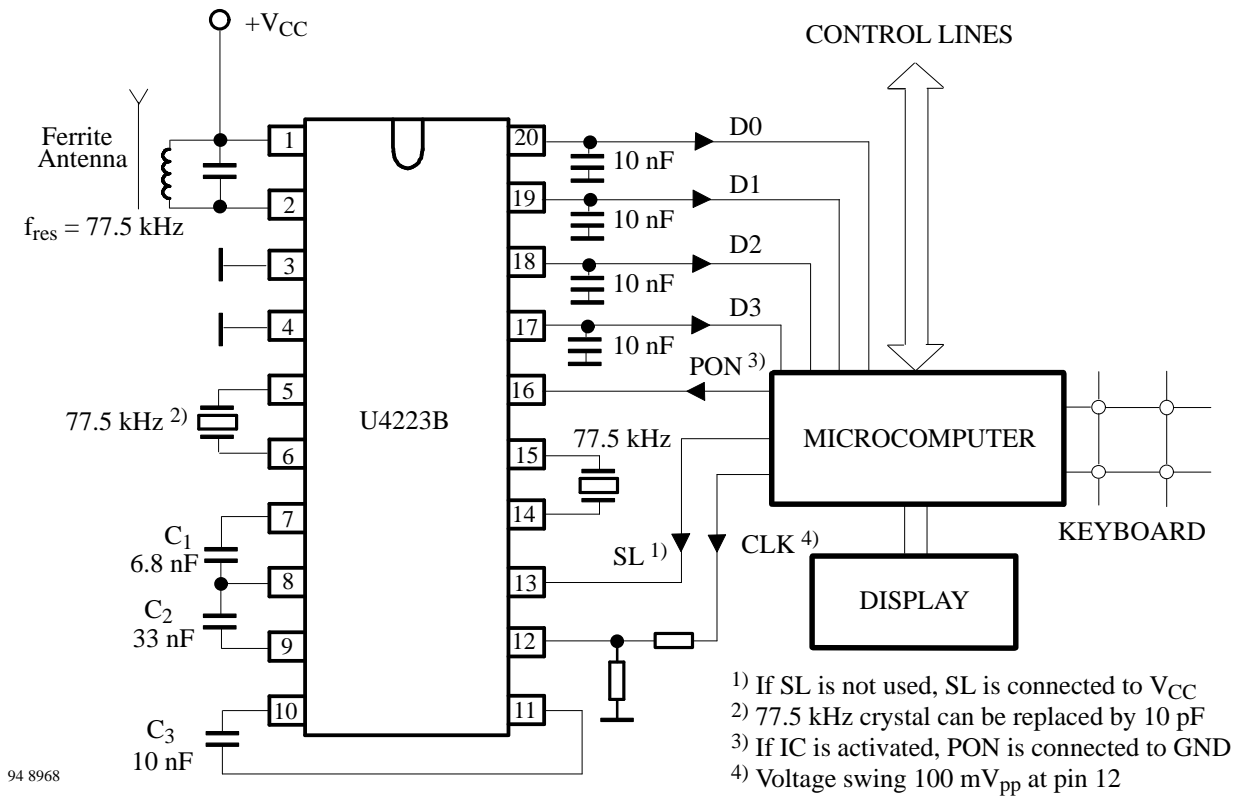 +VCC
CONTROL LINES
Ferrite
Antenna
fres = 77.5 kHz
1
2
3
4
5
6
7
8
9
10
20
19
18
17
16
15
14
13
12
11
10 nF
10 nF
10 nF
10 nF
D0
D1
D2
D3
PON 3)
77.5 kHz 2)
U4223B
77.5 kHz
MICROCOMPUTER
KEYBOARD
C1
6.8 nF
C2
33 nF
C3
10 nF
SL 1)
CLK 4)
DISPLAY
1) If SL is not used, SL is connected to VCC
2) 77.5 kHz crystal can be replaced by 10 pF
3) If IC is activated, PON is connected to GND
4) Voltage swing 100 mVpp at pin 12
94 8968